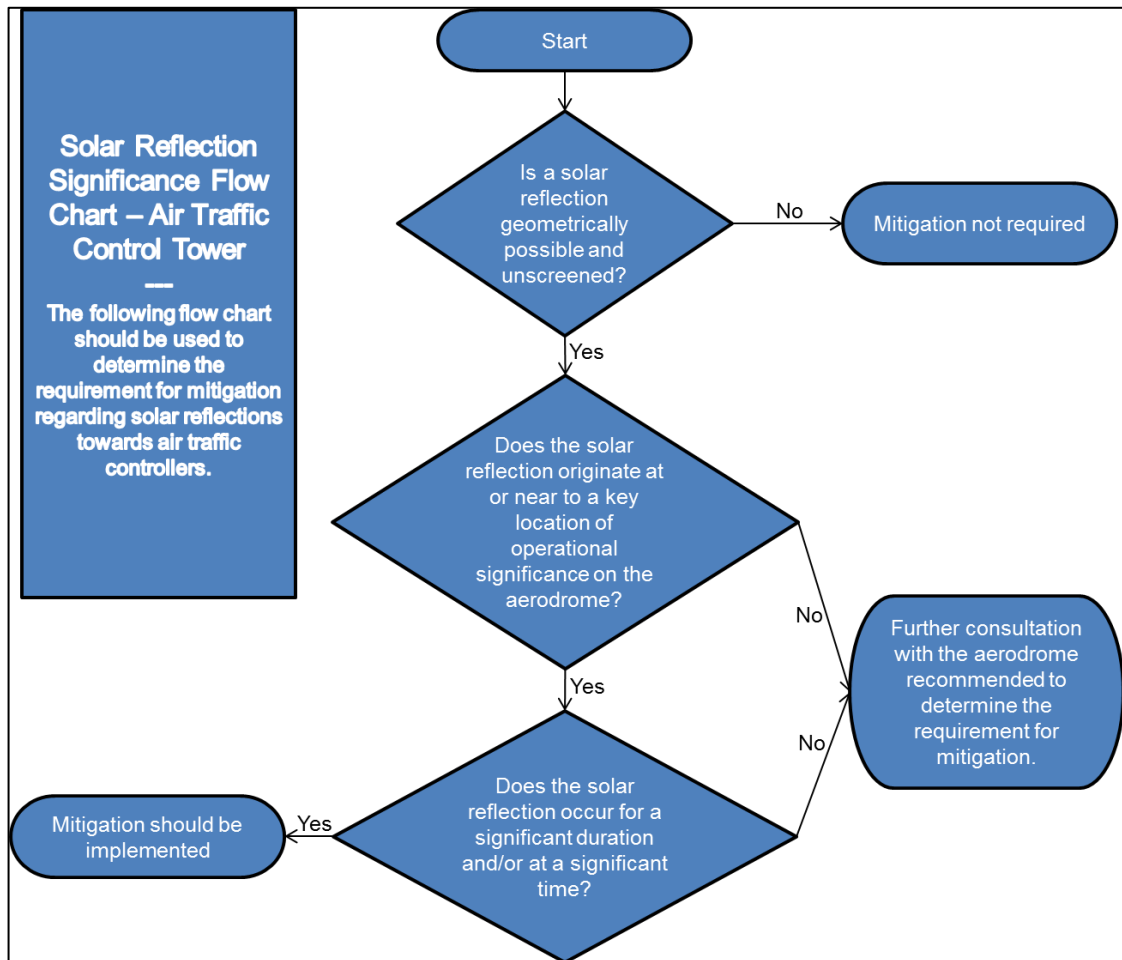 Solar Reflection
Significance Flow
Chart – Air Traffic
Control Tower
---
The following flow chart
should be used to
determine the
requirement for mitigation
regarding solar reflections
towards air traffic
controllers.
Start
Is a solar
reflection
geometrically
possible and
unscreened?
No
Mitigation not required
Yes
Does the solar
reflection originate at
or near to a key
location of
operational
significance on the
aerodrome?
No
Further consultation
with the aerodrome
recommended to
determine the
requirement for
mitigation.
Yes
No
Does the solar
reflection occur for a
significant duration
and/or at a significant
time?
Yes
Mitigation should be
implemented